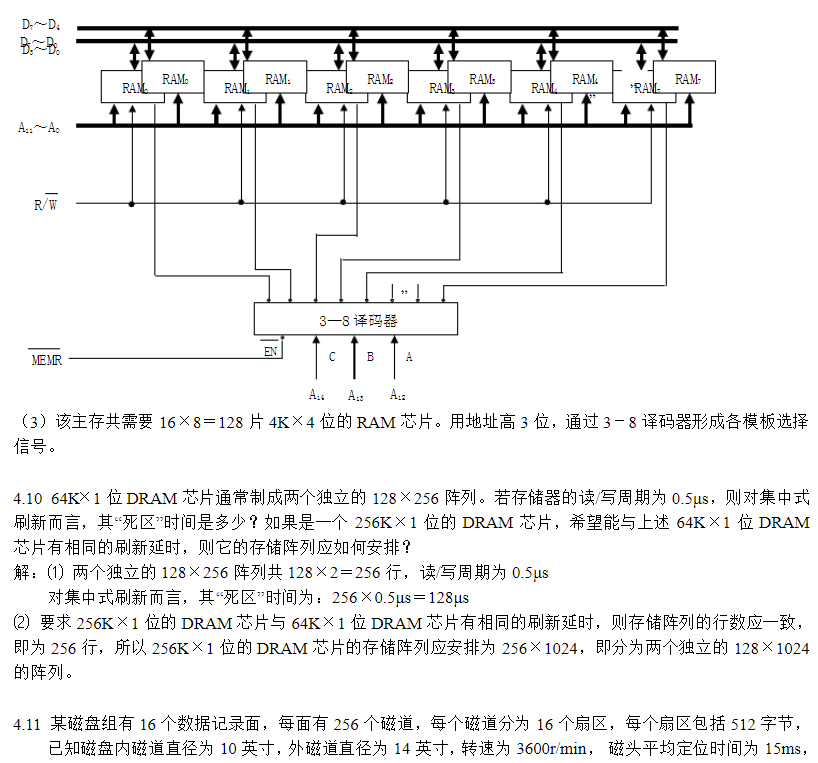 D₇～D₄
D₃～D₀
D₃～D₀
RAM₀ RAM₀ RAM₁ RAM₁ RAM₂ RAM₂ RAM₃ RAM₃ RAM₄ RAM₄ ” RAM₇ RAM₇
A₁₁～A₀
R/W̅
”
3—8 译码器
EN
MEMR
C B A
A₁₄ A₁₃ A₁₂
（3）该主存共需要 16×8＝128 片 4K×4 位的 RAM 芯片。用地址高 3 位，通过 3－8 译码器形成各模板选择
信号。
4.10 64K×1 位 DRAM 芯片通常制成两个独立的 128×256 阵列。若存储器的读/写周期为 0.5μs，则对集中式
刷新而言，其“死区”时间是多少？如果是一个 256K×1 位的 DRAM 芯片，希望能与上述 64K×1 位 DRAM
芯片有相同的刷新延时，则它的存储阵列应如何安排？
解：⑴ 两个独立的 128×256 阵列共 128×2＝256 行，读/写周期为 0.5μs
对集中式刷新而言，其“死区”时间为：256×0.5μs＝128μs
⑵ 要求 256K×1 位的 DRAM 芯片与 64K×1 位 DRAM 芯片有相同的刷新延时，则存储阵列的行数应一致，
即为 256 行，所以 256K×1 位的 DRAM 芯片的存储阵列应安排为 256×1024，即分为两个独立的 128×1024
的阵列。
4.11 某磁盘组有 16 个数据记录面，每面有 256 个磁道，每个磁道分为 16 个扇区，每个扇区包括 512 字节，
已知磁盘内磁道直径为 10 英寸，外磁道直径为 14 英寸，转速为 3600r/min， 磁头平均定位时间为 15ms，